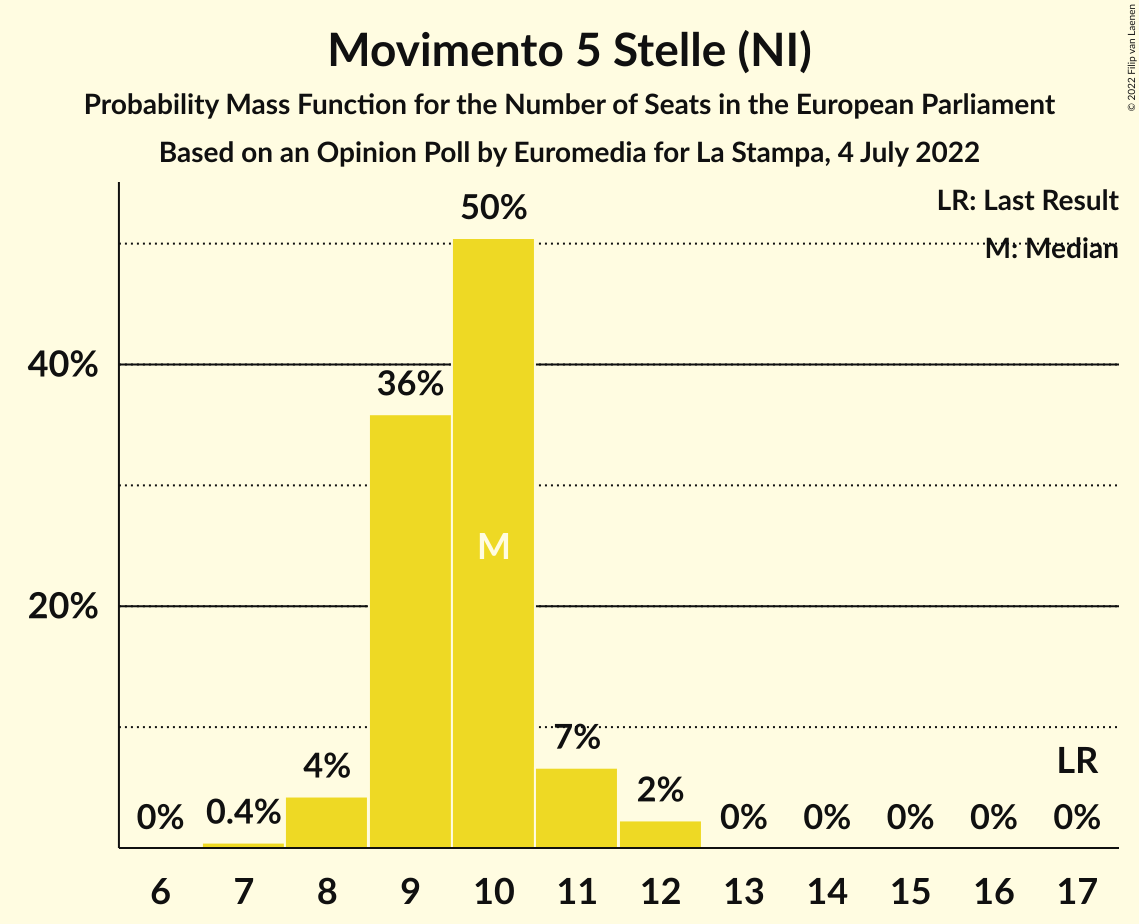 Movimento 5 Stelle (NI)
Probability Mass Function for the Number of Seats in the European Parliament
Based on an Opinion Poll by Euromedia for La Stampa, 4 July 2022
© 2022 Filip van Laenen
LR: Last Result
M: Median
50%
40%
36%
M
20%
7%
4%
LR
2%
0% 0.4% 0% 0% 0% 0% 0%
6 7 8 9 10 11 12 13 14 15 16 17